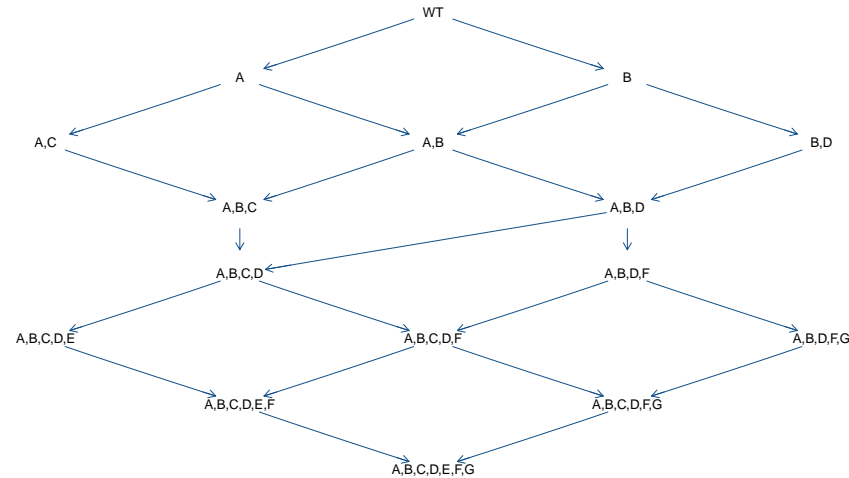 WT
A
B
A,C
A,B
B,D
A,B,C
A,B,D
A,B,C,D
A,B,D,F
A,B,C,D,E
A,B,C,D,F
A,B,D,F,G
A,B,C,D,E,F
A,B,C,D,F,G
A,B,C,D,E,F,G